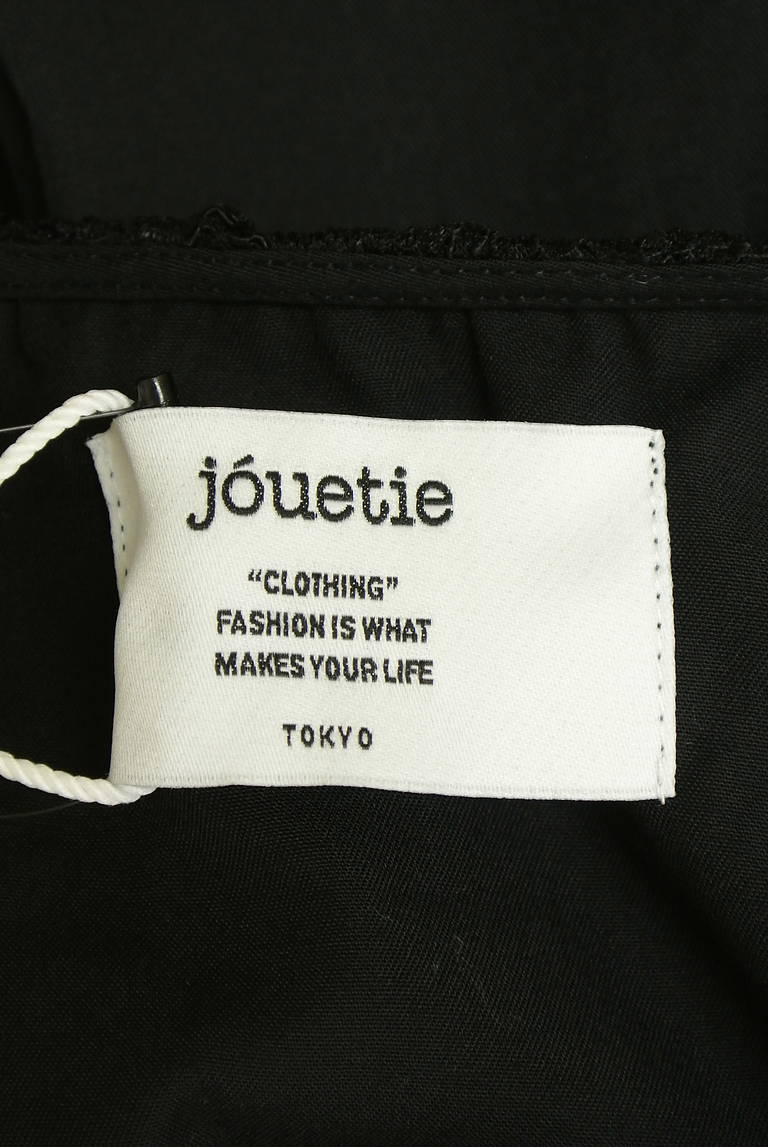 jóuetie
“CLOTHING”
FASHION IS WHAT
MAKES YOUR LIFE
TOKYO